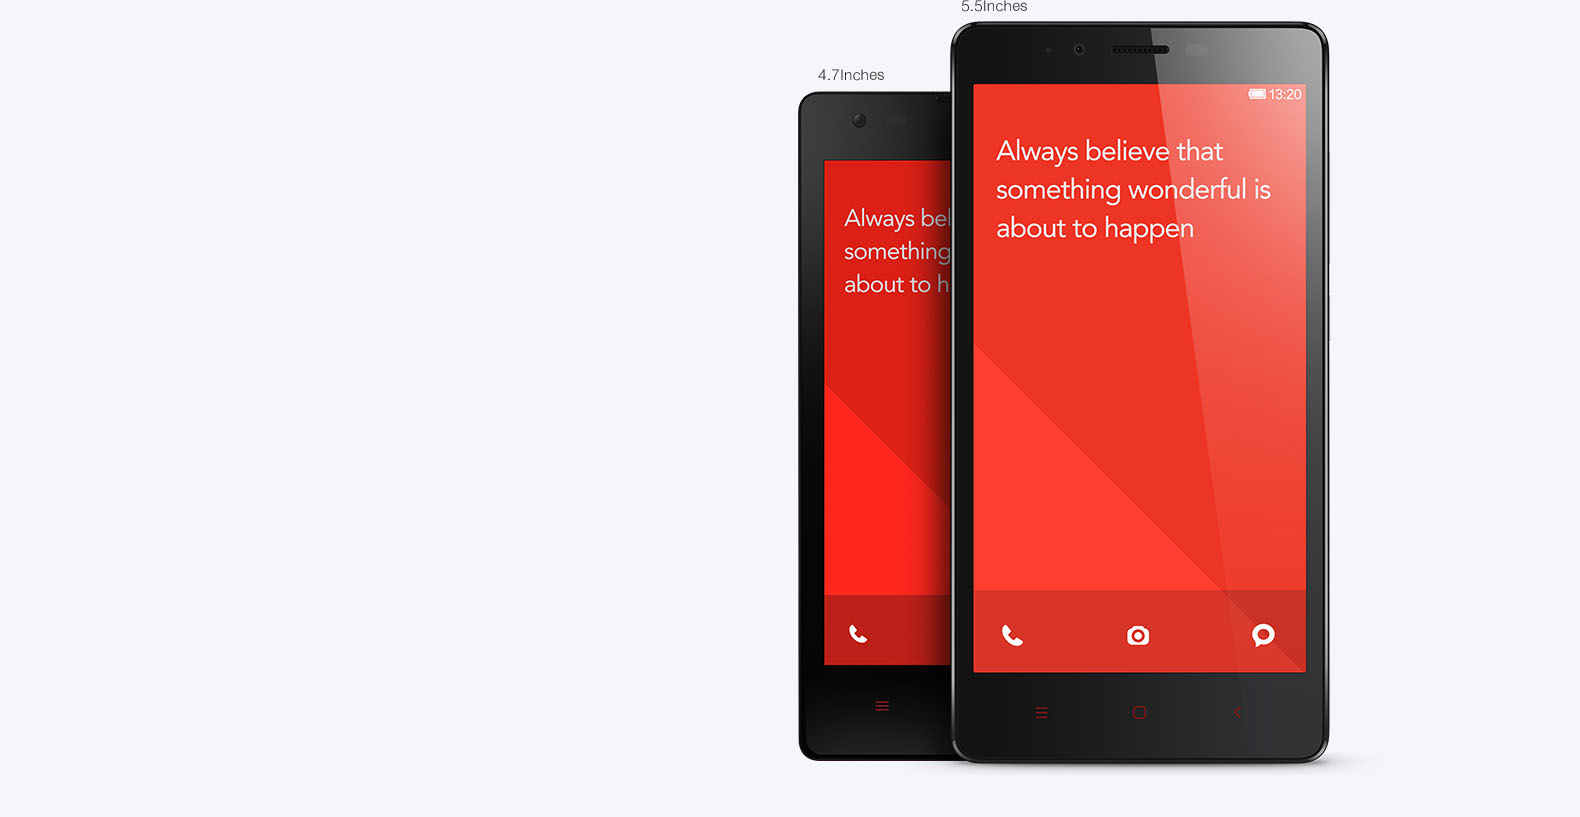 5.5Inches
4.7Inches
13:20
Always believe that
something wonderful is
about to happen
Always bel
something
about to h